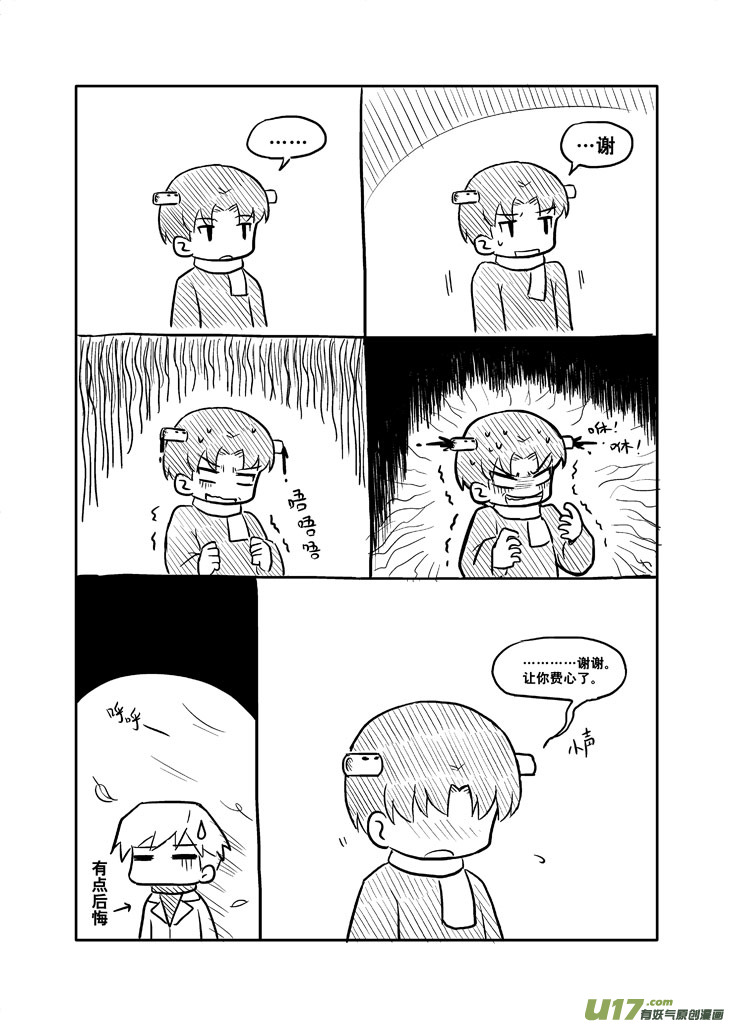 ……
…谢
唔唔唔
咻！
咻！
呼呼—
有点后悔
…………谢谢。
让你费心了。
小声
U17.com
有妖气原创漫画